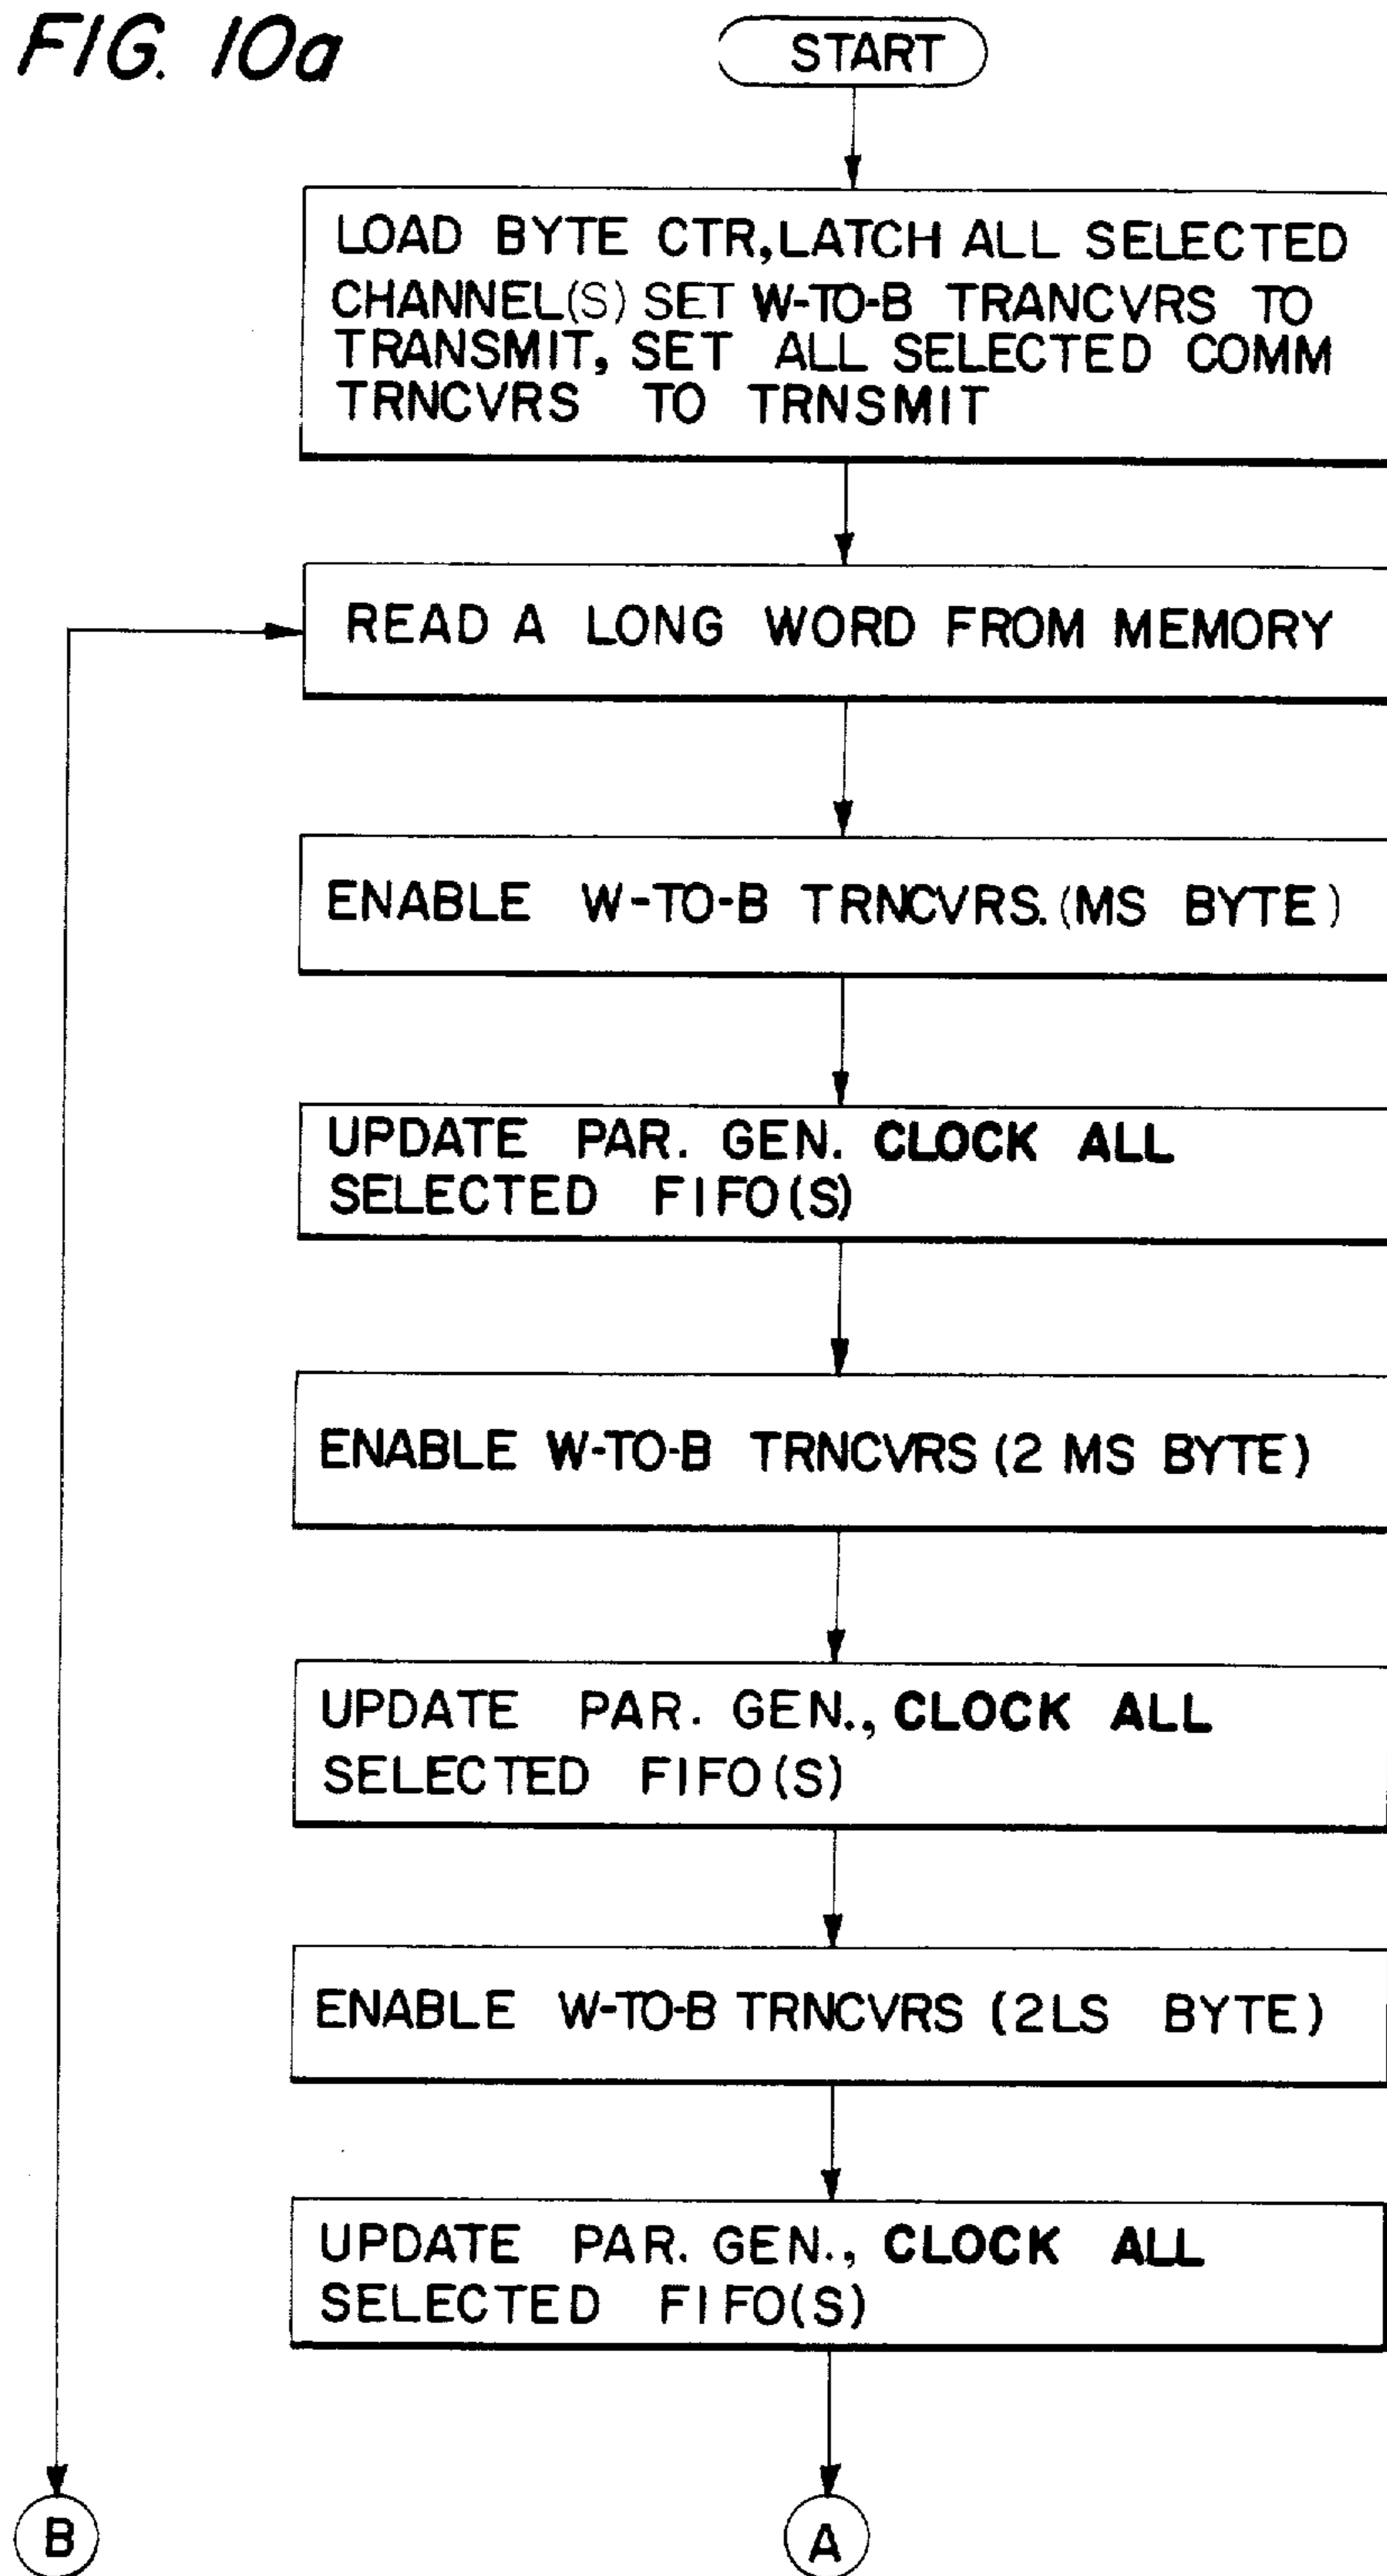 FIG. 10a
START
LOAD BYTE CTR, LATCH ALL SELECTED
CHANNEL(S) SET W-TO-B TRANCVRS TO
TRANSMIT, SET ALL SELECTED COMM
TRNCVRS TO TRNSMIT
READ A LONG WORD FROM MEMORY
ENABLE W-TO-B TRNCVRS. (MS BYTE)
UPDATE PAR. GEN. CLOCK ALL
SELECTED FIFO(S)
ENABLE W-TO-B TRNCVRS (2 MS BYTE)
UPDATE PAR. GEN., CLOCK ALL
SELECTED FIFO(S)
ENABLE W-TO-B TRNCVRS (2LS BYTE)
UPDATE PAR. GEN., CLOCK ALL
SELECTED FIFO(S)
B
A